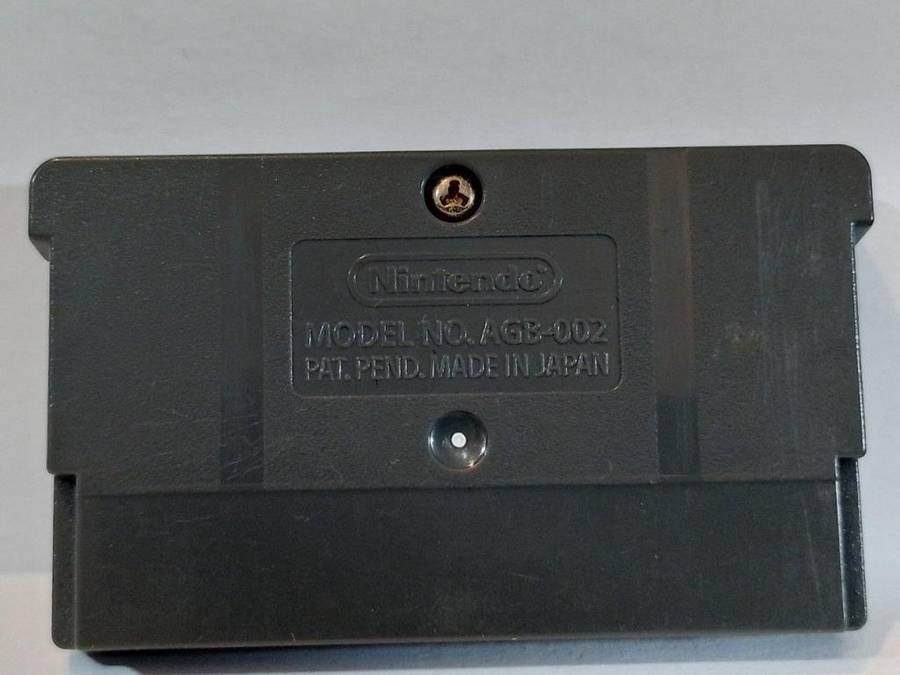 Nintendo
MODEL NO. AGB-002
PAT. PEND. MADE IN JAPAN